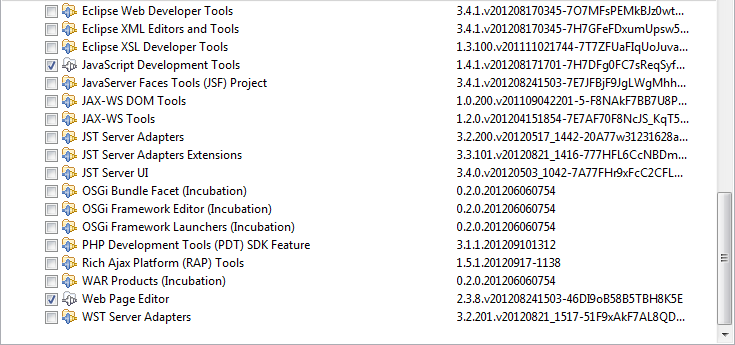 Eclipse Web Developer Tools 3.4.1.v201208170345-7O7MFsPEMkBJz0wt...
Eclipse XML Editors and Tools 3.4.1.v201208170345-7H7GFeFDxumUpsw5...
Eclipse XSL Developer Tools 1.3.100.v201111021744-7T7ZFUaFIqUoJuva...
JavaScript Development Tools 1.4.1.v201208171701-7H7DFg0FC7sReqSyf...
JavaServer Faces Tools (JSF) Project 3.4.1.v201208241503-7E7JFBjF9JgLWgMhh...
JAX-WS DOM Tools 1.0.200.v201109042201-5-F8NAkF7BB7U8P...
JAX-WS Tools 1.2.0.v201204151854-7E7AF70F8NcJS_KqT5...
JST Server Adapters 3.2.200.v20120517_1442-20A77w31231628a...
JST Server Adapters Extensions 3.3.101.v20120821_1416-777HFL6CcNBDm...
JST Server UI 3.4.0.v20120503_1042-7A77FHr9xFcC2CFL...
OSGi Bundle Facet (Incubation) 0.2.0.201206060754
OSGi Framework Editor (Incubation) 0.2.0.201206060754
OSGi Framework Launchers (Incubation) 0.2.0.201206060754
PHP Development Tools (PDT) SDK Feature 3.1.1.201209101312
Rich Ajax Platform (RAP) Tools 1.5.1.20120917-1138
WAR Products (Incubation) 0.2.0.201206060754
Web Page Editor 2.3.8.v201208241503-46DI9oB58B5TBH8K5E
WST Server Adapters 3.2.201.v20120821_1517-51F9xAkF7AL8QD...